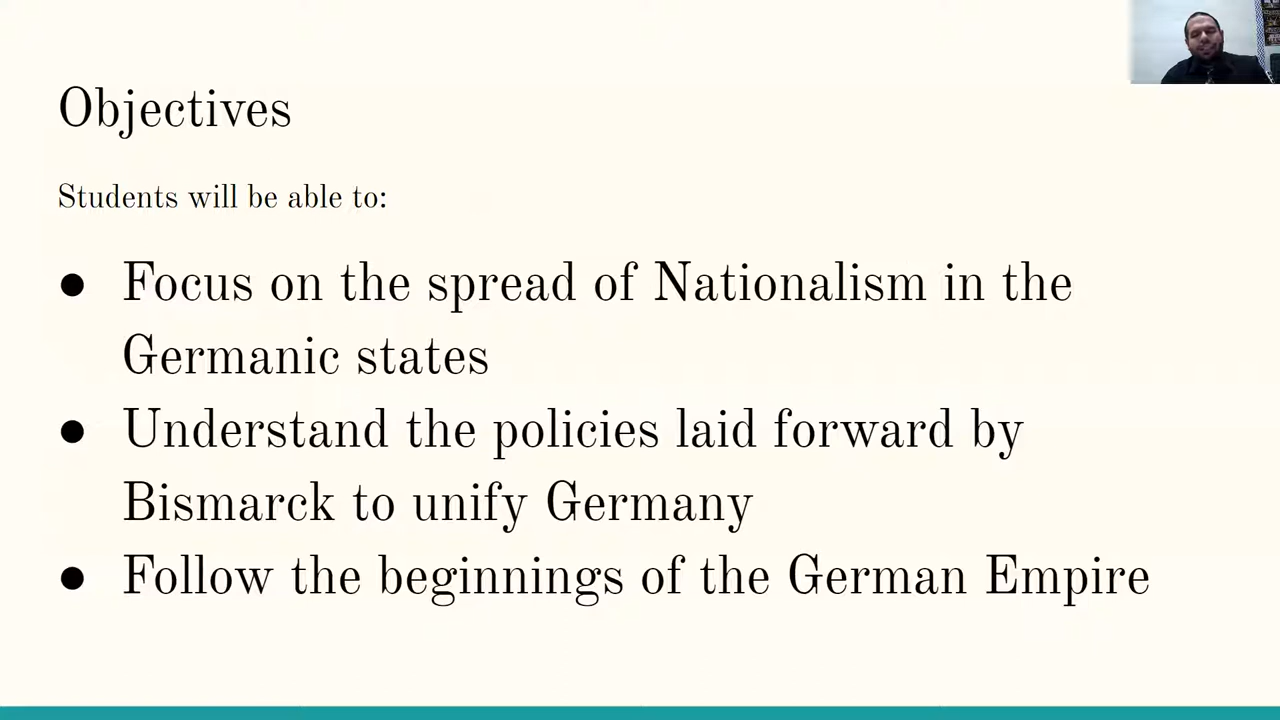 Objectives
Students will be able to:
● Focus on the spread of Nationalism in the
Germanic states
● Understand the policies laid forward by
Bismarck to unify Germany
● Follow the beginnings of the German Empire